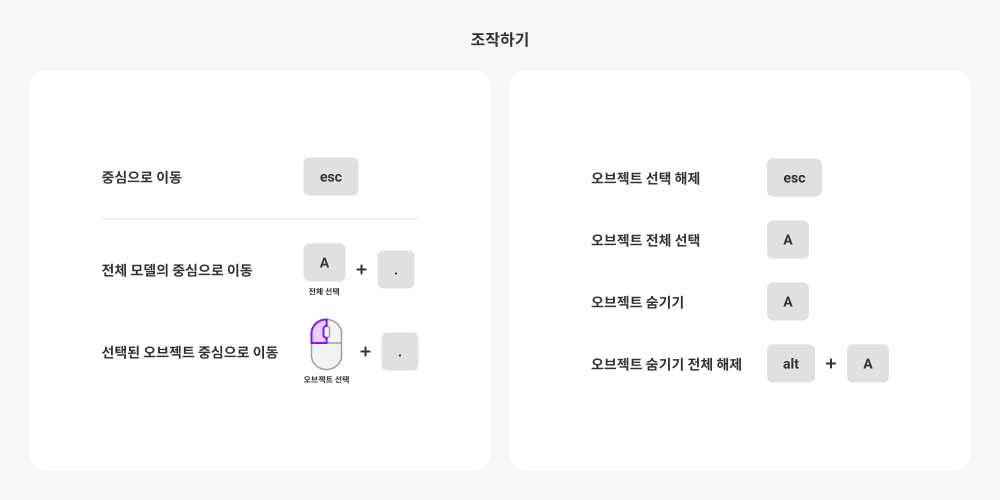 조작하기
중심으로 이동 esc
전체 모델의 중심으로 이동 A + .
전체 선택
선택된 오브젝트 중심으로 이동 + .
오브젝트 선택
오브젝트 선택 해제 esc
오브젝트 전체 선택 A
오브젝트 숨기기 A
오브젝트 숨기기 전체 해제 alt + A